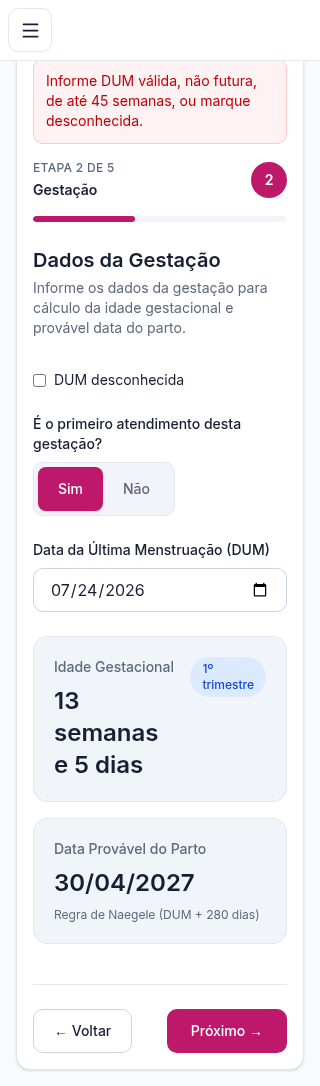 Informe DUM válida, não futura,
de até 45 semanas, ou marque
desconhecida.
ETAPA 2 DE 5
Gestação
2
Dados da Gestação
Informe os dados da gestação para
cálculo da idade gestacional e
provável data do parto.
DUM desconhecida
É o primeiro atendimento desta
gestação?
Sim
Não
Data da Última Menstruação (DUM)
07/24/2026
Idade Gestacional
1º
trimestre
13
semanas
e 5 dias
Data Provável do Parto
30/04/2027
Regra de Naegele (DUM + 280 dias)
← Voltar
Próximo →